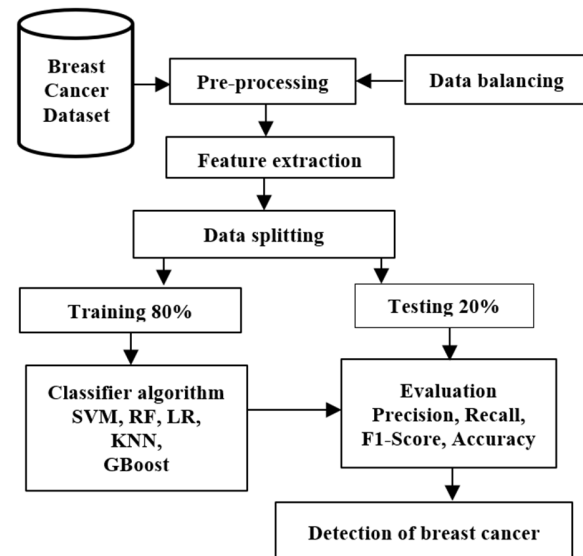 Breast
Cancer
Dataset
Pre-processing
Data balancing
Feature extraction
Data splitting
Training 80%
Testing 20%
Classifier algorithm
SVM, RF, LR,
KNN,
GBoost
Evaluation
Precision, Recall,
F1-Score, Accuracy
Detection of breast cancer